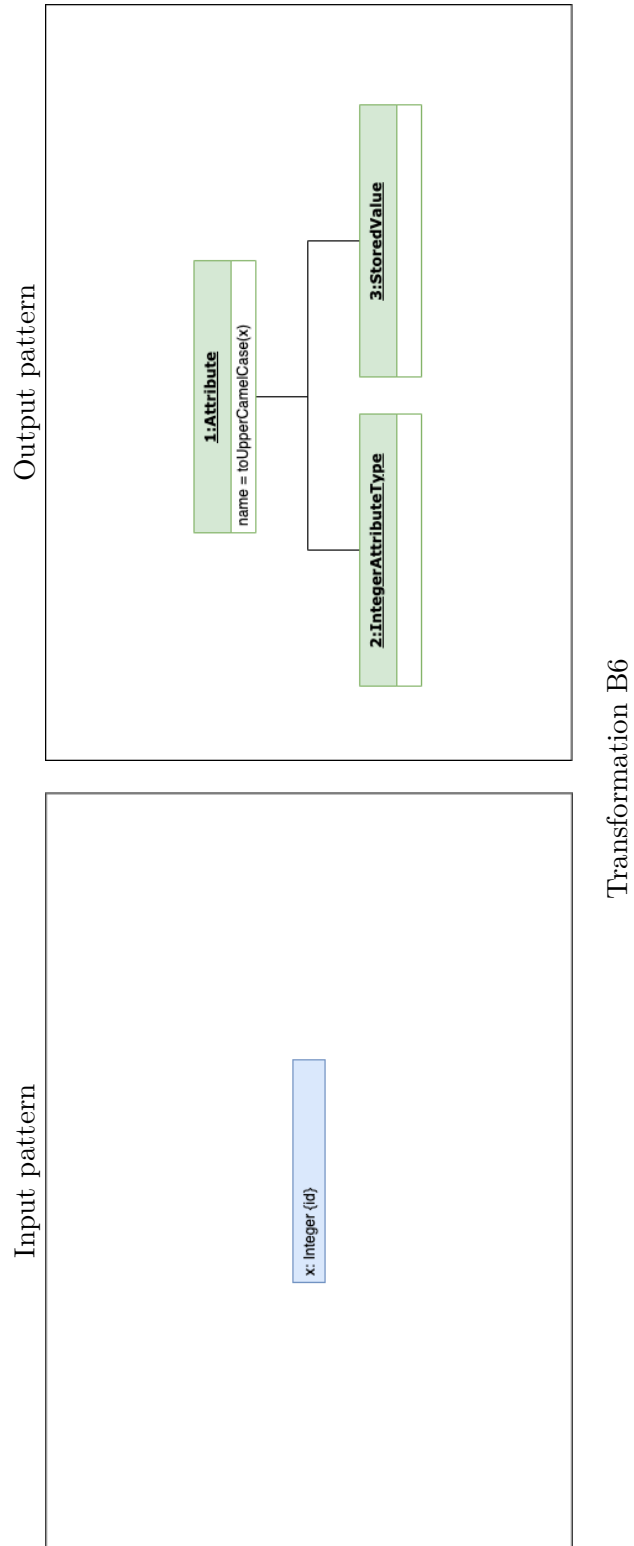 Input pattern
Output pattern
x: Integer {id}
1:Attribute
name = toUpperCamelCase(x)
2:IntegerAttributeType
3:StoredValue
Transformation B6